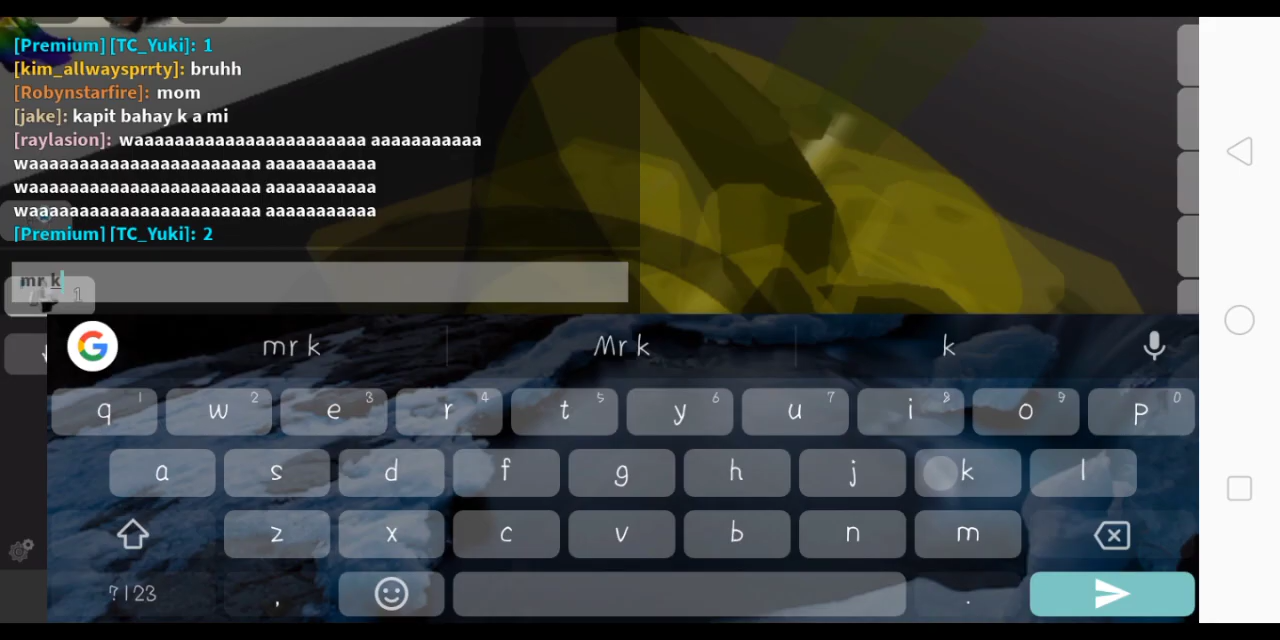 [Premium] [TC_Yuki]: 1
[kim_allwaysprrty]: bruhh
[Robynstarfire]: mom
[jake]: kapit bahay k a mi
[raylasion]: waaaaaaaaaaaaaaaaaaaaaaa aaaaaaaaaaa
waaaaaaaaaaaaaaaaaaaaaaa aaaaaaaaaaa
waaaaaaaaaaaaaaaaaaaaaaa aaaaaaaaaaa
waaaaaaaaaaaaaaaaaaaaaaa aaaaaaaaaaa
[Premium] [TC_Yuki]: 2
mr k
1
G mr k Mr k k
q 1 w 2 e 3 r 4 t 5 y 6 u 7 i 8 o 9 p 0
a s d f g h j k l
z x c v b n m
?123 , .